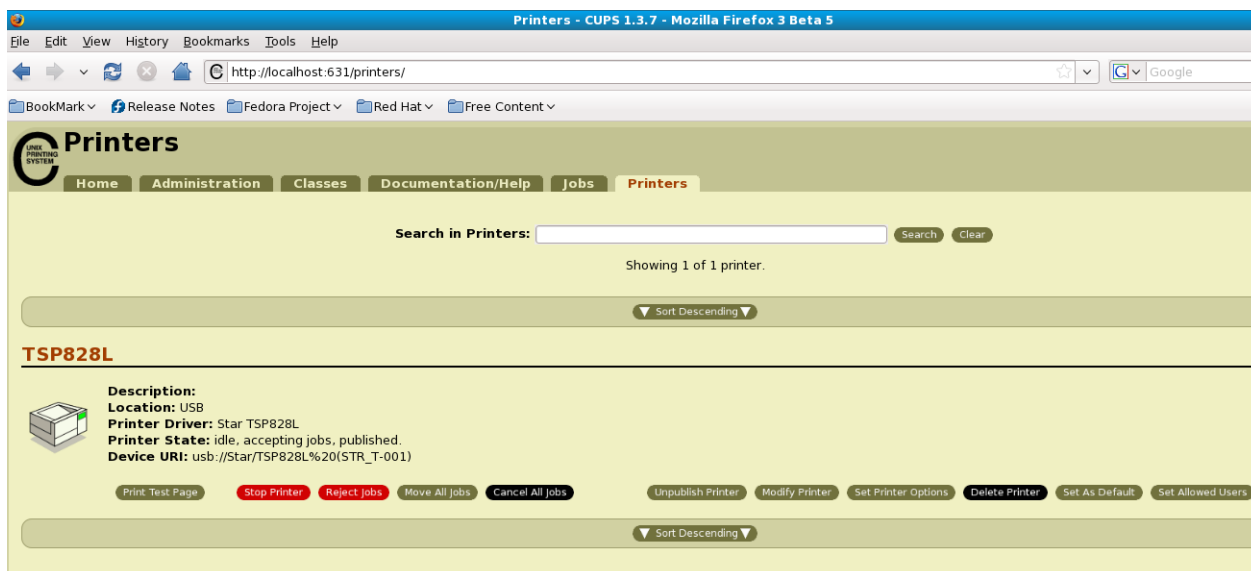 Printers - CUPS 1.3.7 - Mozilla Firefox 3 Beta 5
File Edit View History Bookmarks Tools Help
http://localhost:631/printers/
G Google
BookMark Release Notes Fedora Project Red Hat Free Content
UNIX
PRINTING
SYSTEM
Printers
Home Administration Classes Documentation/Help Jobs Printers
Search in Printers: Search Clear
Showing 1 of 1 printer.
▼ Sort Descending ▼
TSP828L
Description:
Location: USB
Printer Driver: Star TSP828L
Printer State: idle, accepting jobs, published.
Device URI: usb://Star/TSP828L%20(STR_T-001)
Print Test Page Stop Printer Reject Jobs Move All Jobs Cancel All Jobs Unpublish Printer Modify Printer Set Printer Options Delete Printer Set As Default Set Allowed Users
▼ Sort Descending ▼